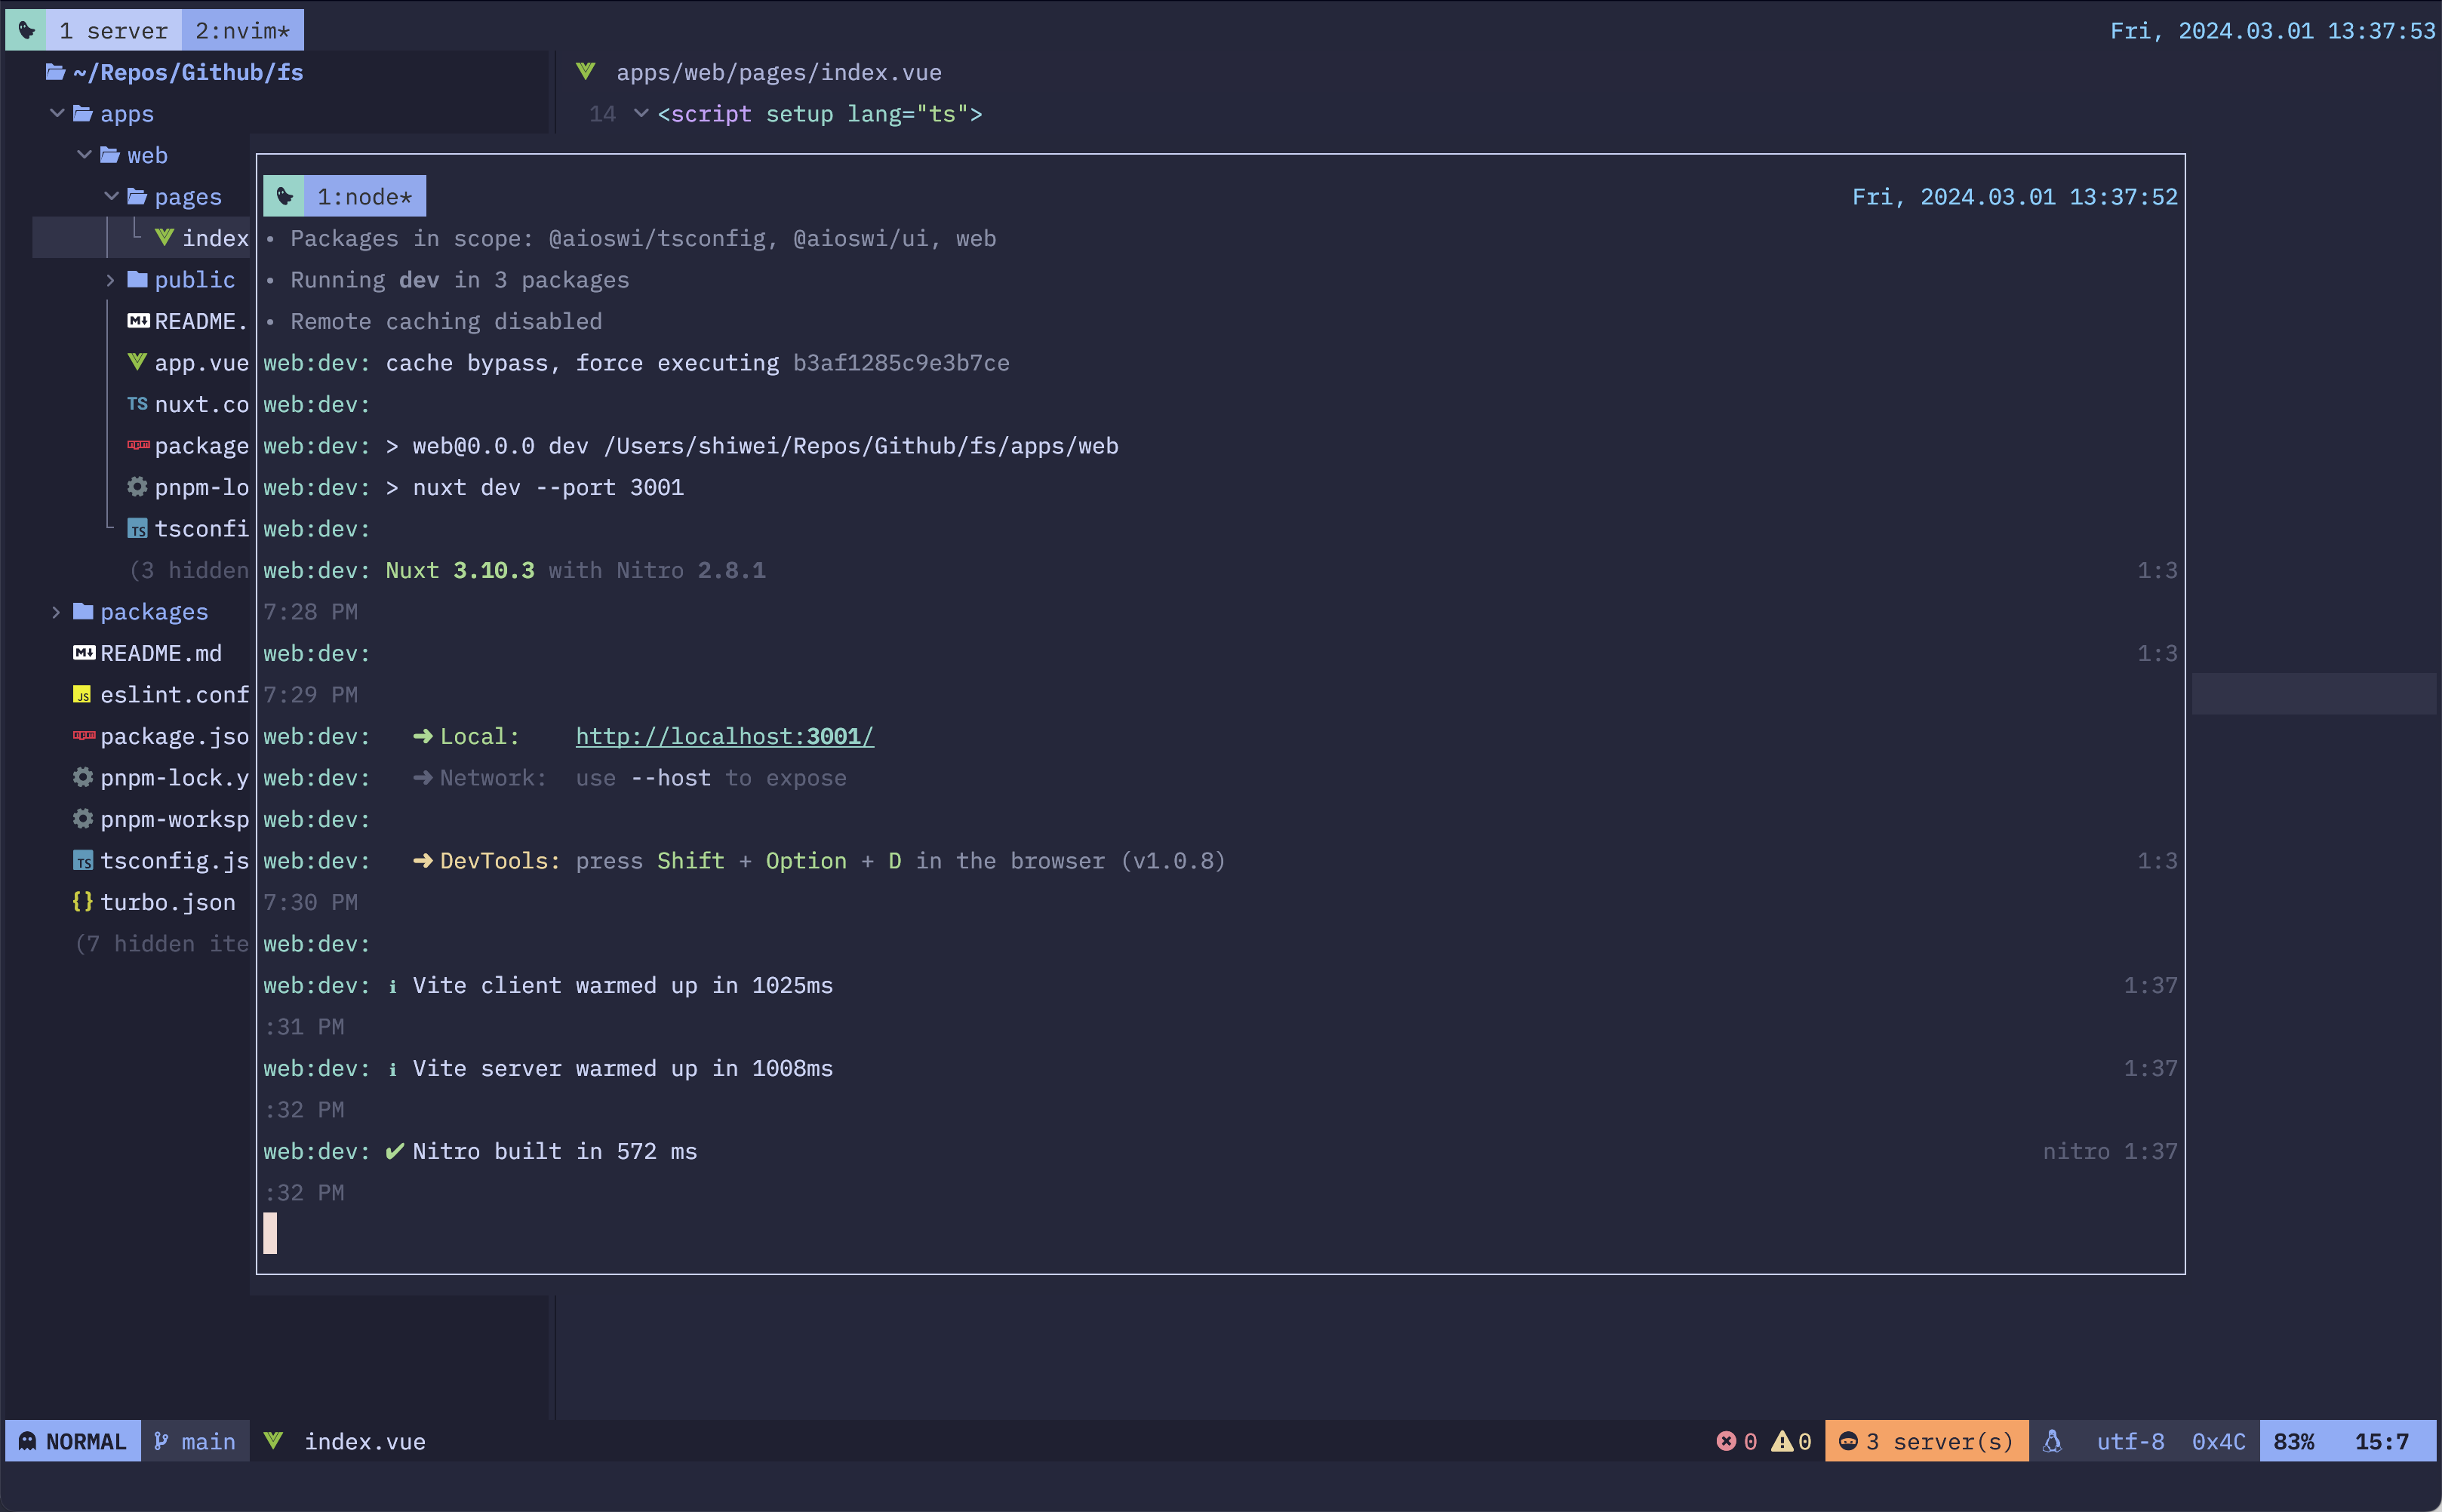 1 server 2:nvim* Fri, 2024.03.01 13:37:53
~/Repos/Github/fs
apps/web/pages/index.vue
apps
14 <script setup lang="ts">
web
pages
index
public
README.
app.vue
TS nuxt.co
package
pnpm-lo
TS tsconfi
(3 hidden
packages
README.md
JS eslint.conf
package.jso
pnpm-lock.y
pnpm-worksp
TS tsconfig.js
{} turbo.json
(7 hidden ite
1:node* Fri, 2024.03.01 13:37:52
• Packages in scope: @aioswi/tsconfig, @aioswi/ui, web
• Running dev in 3 packages
• Remote caching disabled
web:dev: cache bypass, force executing b3af1285c9e3b7ce
web:dev:
web:dev: > web@0.0.0 dev /Users/shiwei/Repos/Github/fs/apps/web
web:dev: > nuxt dev --port 3001
web:dev:
web:dev: Nuxt 3.10.3 with Nitro 2.8.1 1:3
7:28 PM
web:dev: 1:3
7:29 PM
web:dev: ➜ Local: http://localhost:3001/
web:dev: ➜ Network: use --host to expose
web:dev:
web:dev: ➜ DevTools: press Shift + Option + D in the browser (v1.0.8) 1:3
7:30 PM
web:dev:
web:dev: ℹ Vite client warmed up in 1025ms 1:37
:31 PM
web:dev: ℹ Vite server warmed up in 1008ms 1:37
:32 PM
web:dev: ✔ Nitro built in 572 ms nitro 1:37
:32 PM
NORMAL main index.vue 0 0 3 server(s) utf-8 0x4C 83% 15:7